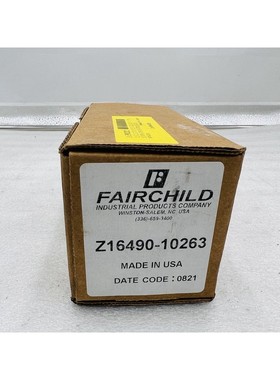 FAIRCHILD
INDUSTRIAL PRODUCTS COMPANY
WINSTON-SALEM, NC, USA
Z16490-10263
MADE IN USA
DATE CODE :0821